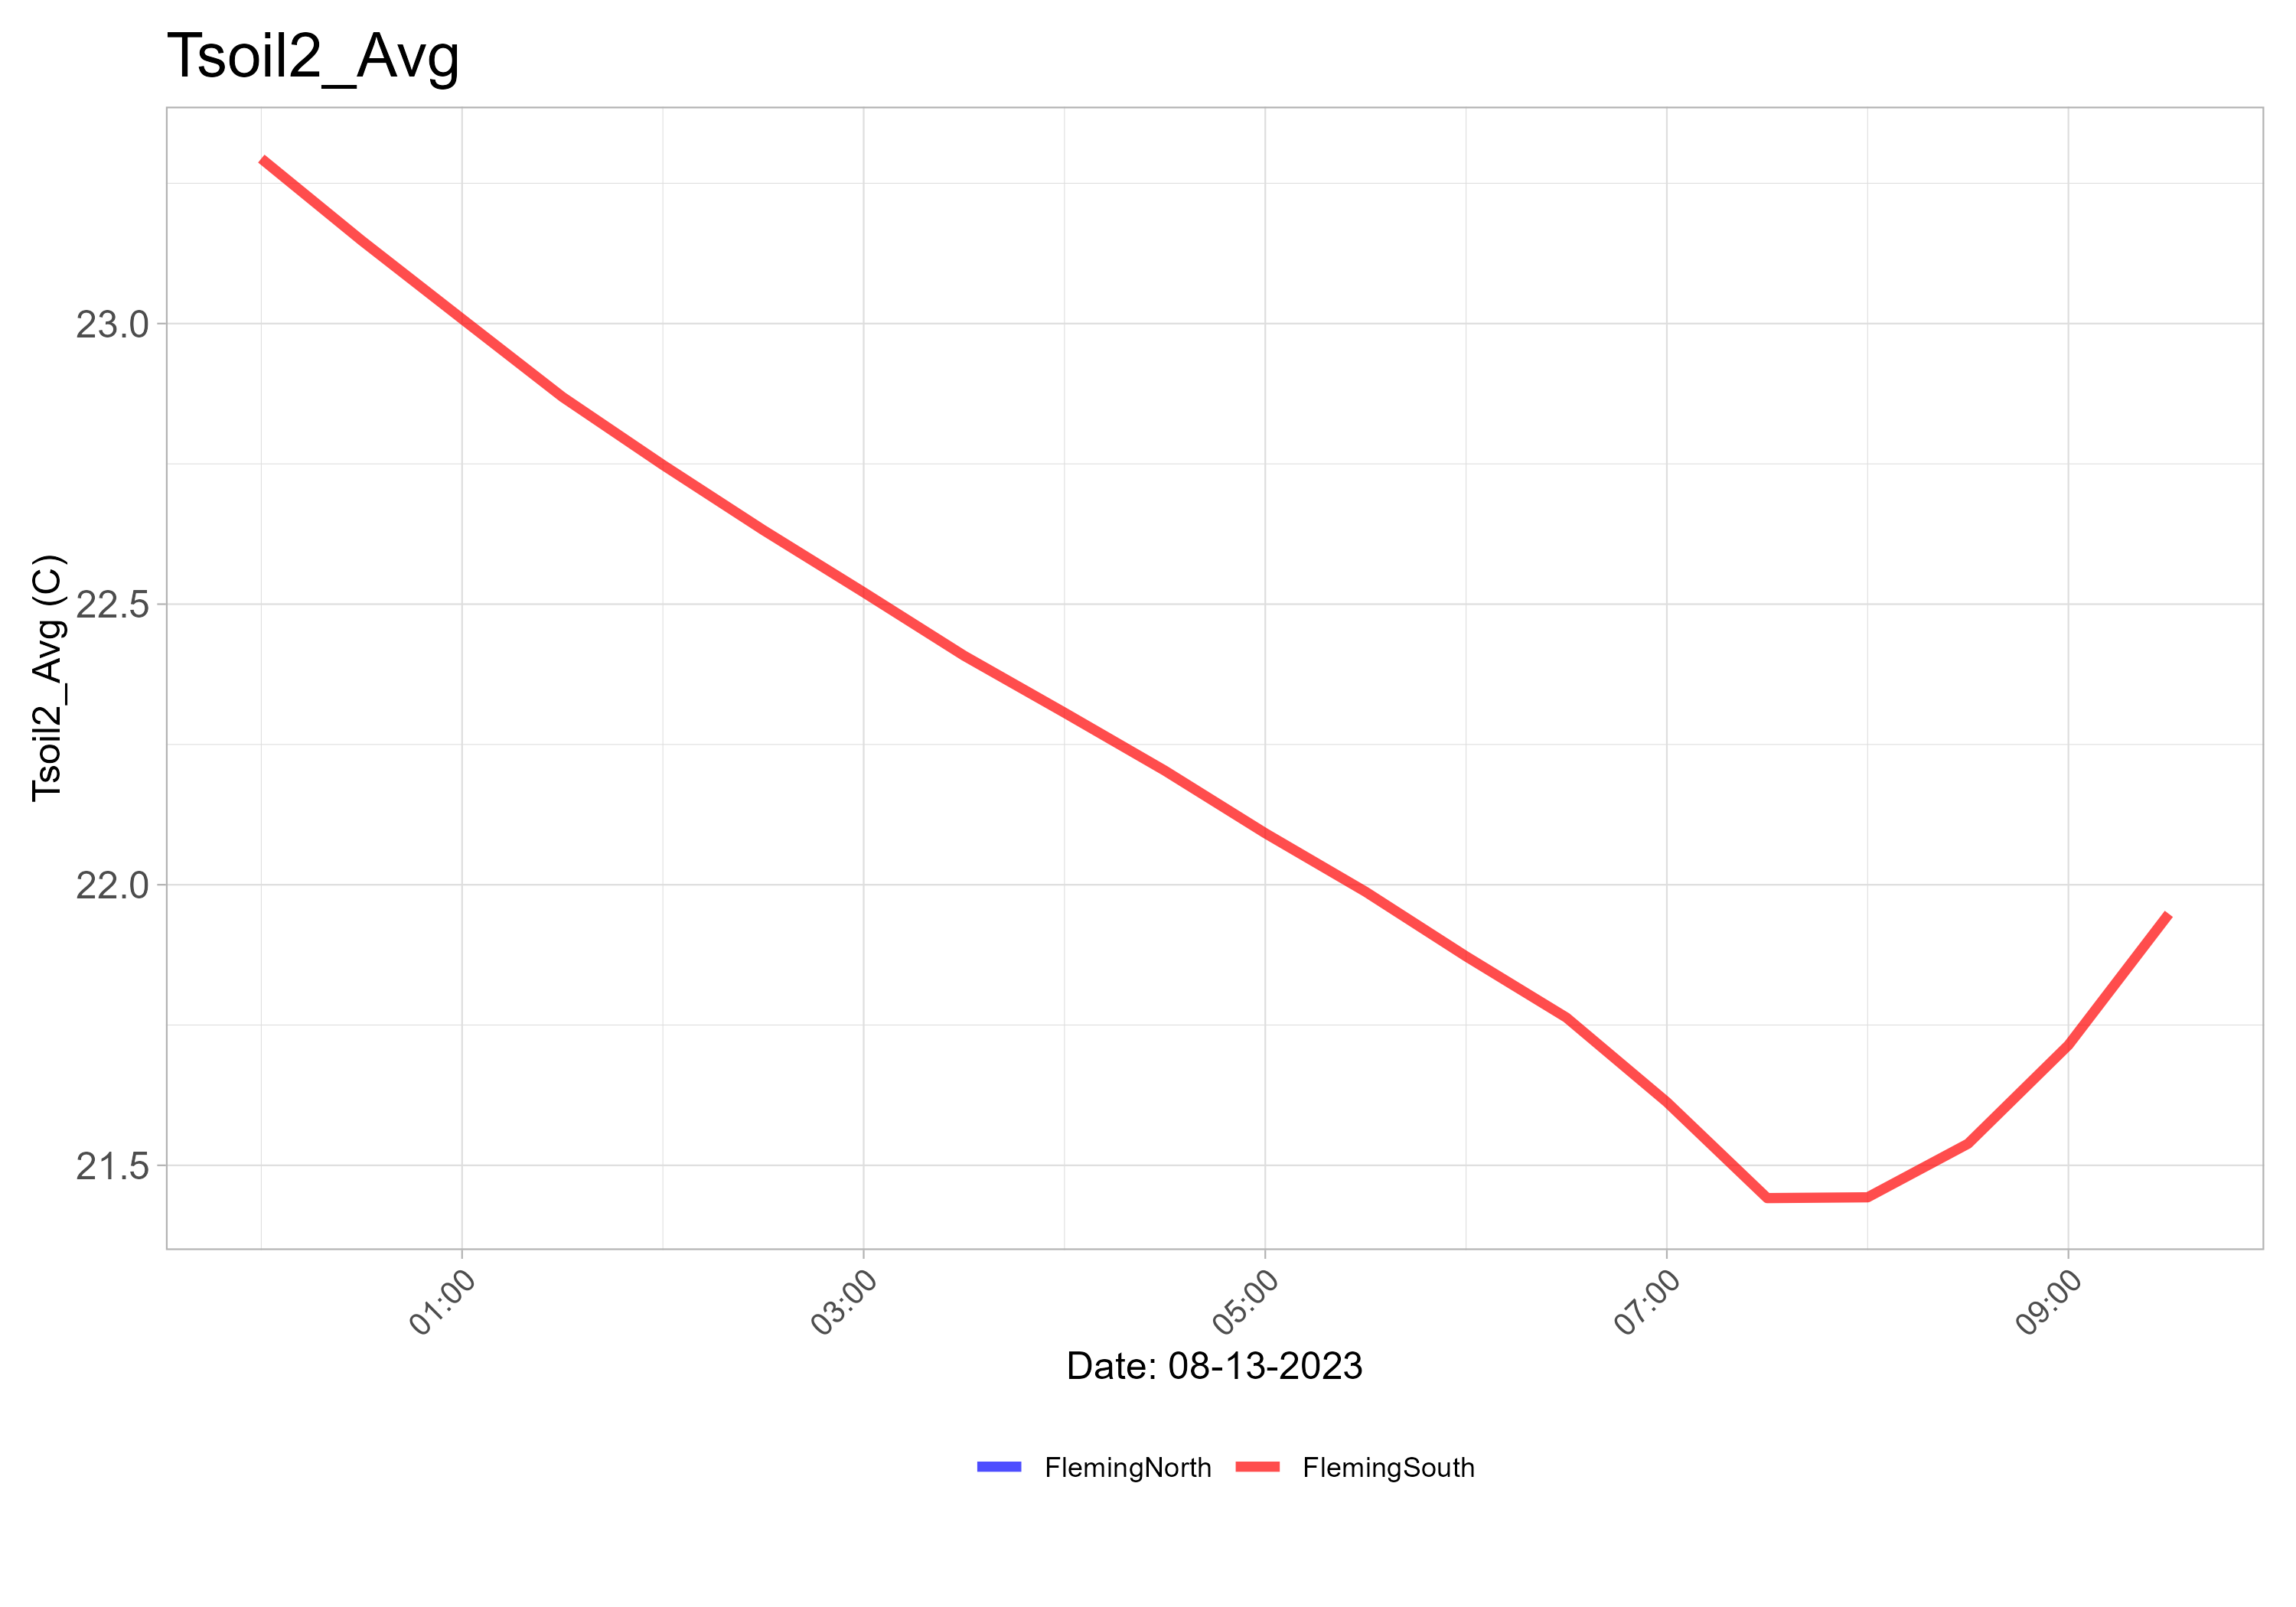 Tsoil2_Avg
Tsoil2_Avg (C)
23.0
22.5
22.0
21.5
01:00 03:00 05:00 07:00 09:00
Date: 08-13-2023
FlemingNorth FlemingSouth